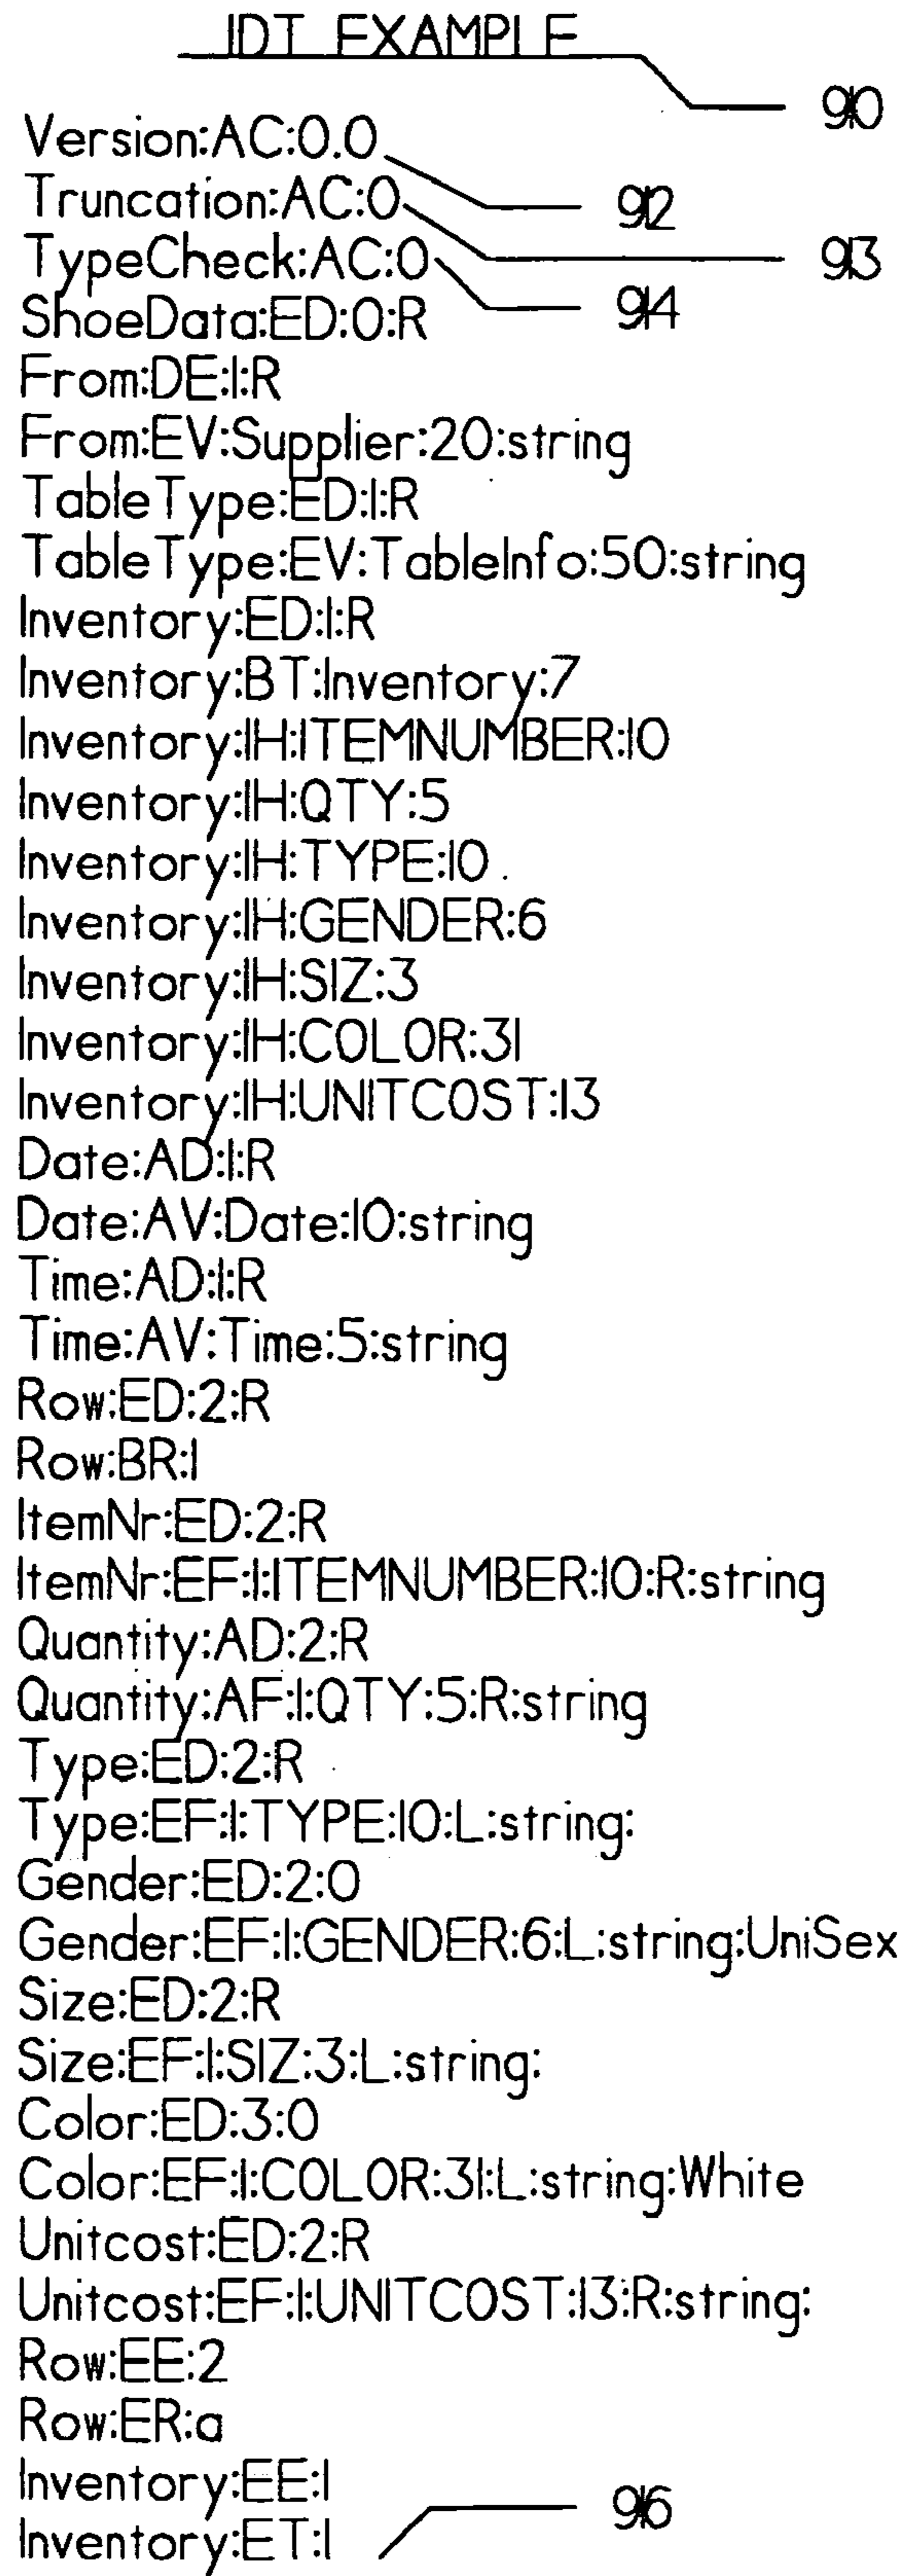 IDT EXAMPLE
910
Version:AC:0.0
912
Truncation:AC:0
913
TypeCheck:AC:0
914
ShoeData:ED:0:R
From:DE:1:R
From:EV:Supplier:20:string
TableType:ED:1:R
TableType:EV:TableInfo:50:string
Inventory:ED:1:R
Inventory:BT:Inventory:7
Inventory:IH:ITEMNUMBER:10
Inventory:IH:QTY:5
Inventory:IH:TYPE:10
Inventory:IH:GENDER:6
Inventory:IH:SIZ:3
Inventory:IH:COLOR:31
Inventory:IH:UNITCOST:13
Date:AD:1:R
Date:AV:Date:10:string
Time:AD:1:R
Time:AV:Time:5:string
Row:ED:2:R
Row:BR:1
ItemNr:ED:2:R
ItemNr:EF:1:ITEMNUMBER:10:R:string
Quantity:AD:2:R
Quantity:AF:1:QTY:5:R:string
Type:ED:2:R
Type:EF:1:TYPE:10:L:string:
Gender:ED:2:O
Gender:EF:1:GENDER:6:L:string:UniSex
Size:ED:2:R
Size:EF:1:SIZ:3:L:string:
Color:ED:3:O
Color:EF:1:COLOR:31:L:string:White
Unitcost:ED:2:R
Unitcost:EF:1:UNITCOST:13:R:string:
Row:EE:2
Row:ER:a
Inventory:EE:1
Inventory:ET:1
916